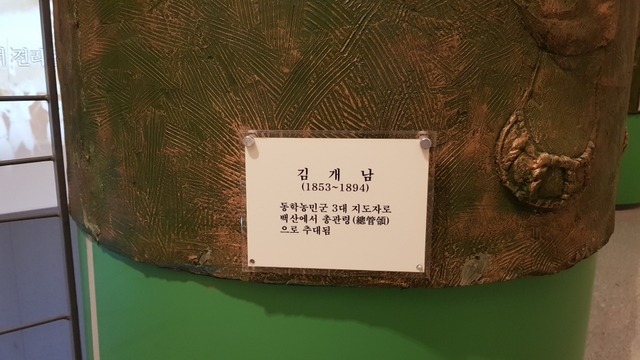 김 개 남
(1853~1894)
동학농민군 3대 지도자로
백산에서 총관령(總管領)
으로 추대됨